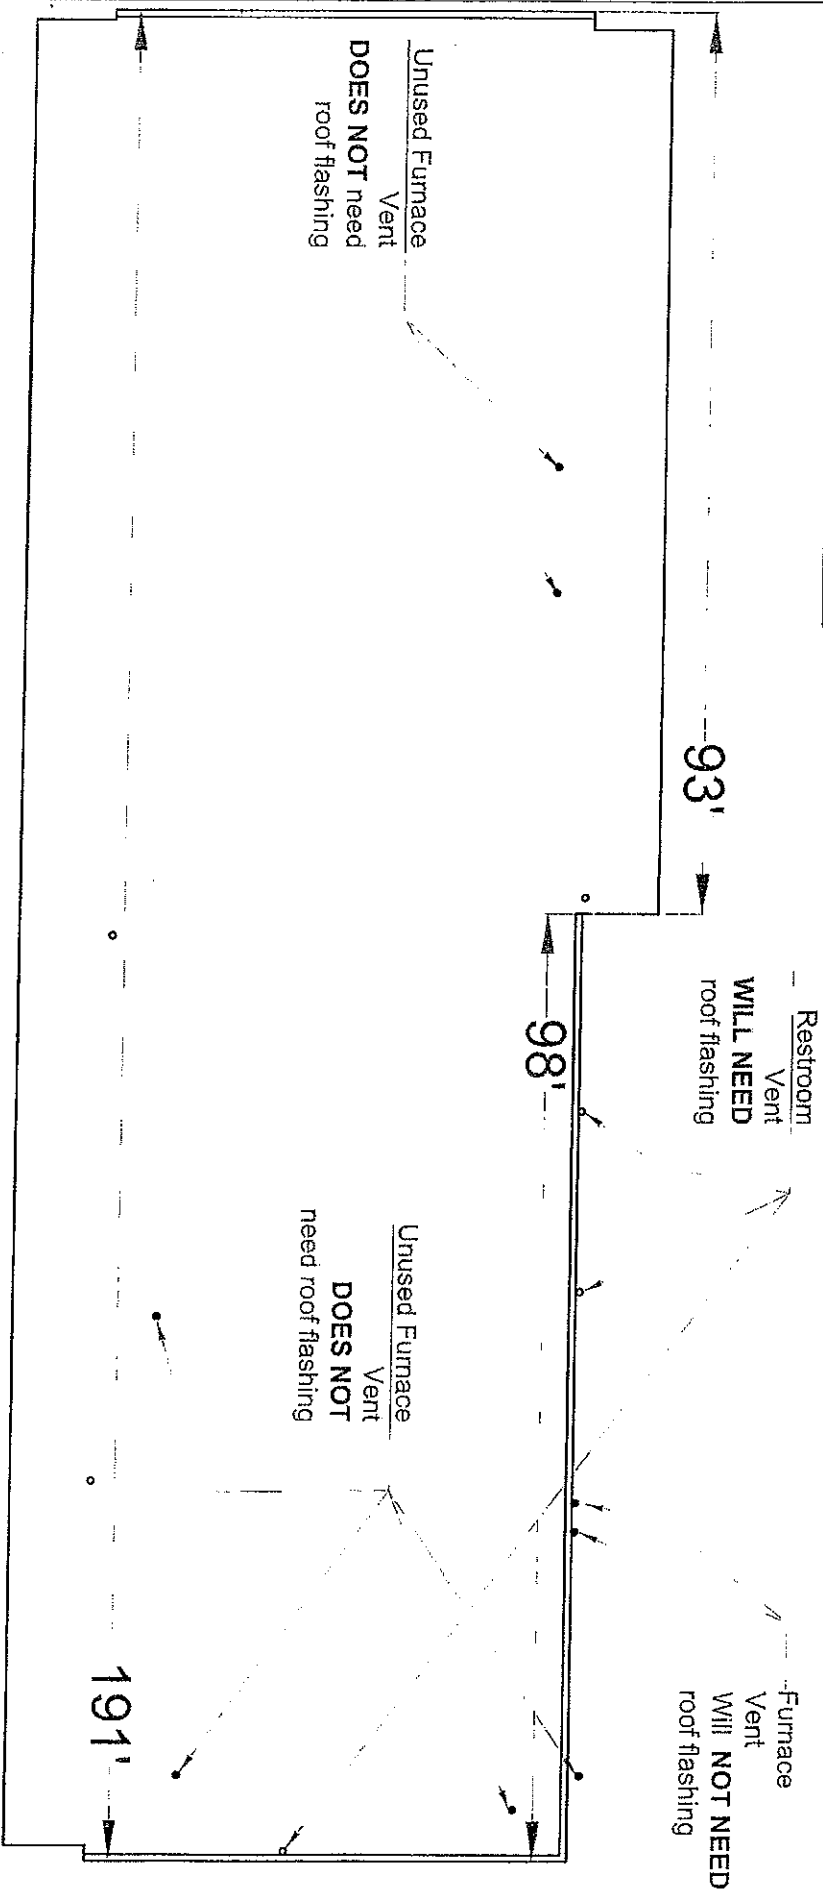 93'
Restroom
Vent
WILL NEED
roof flashing
Furnace
Vent
Will NOT NEED
roof flashing
Unused Furnace
Vent
DOES NOT need
roof flashing
98'
Unused Furnace
Vent
DOES NOT
need roof flashing
191'